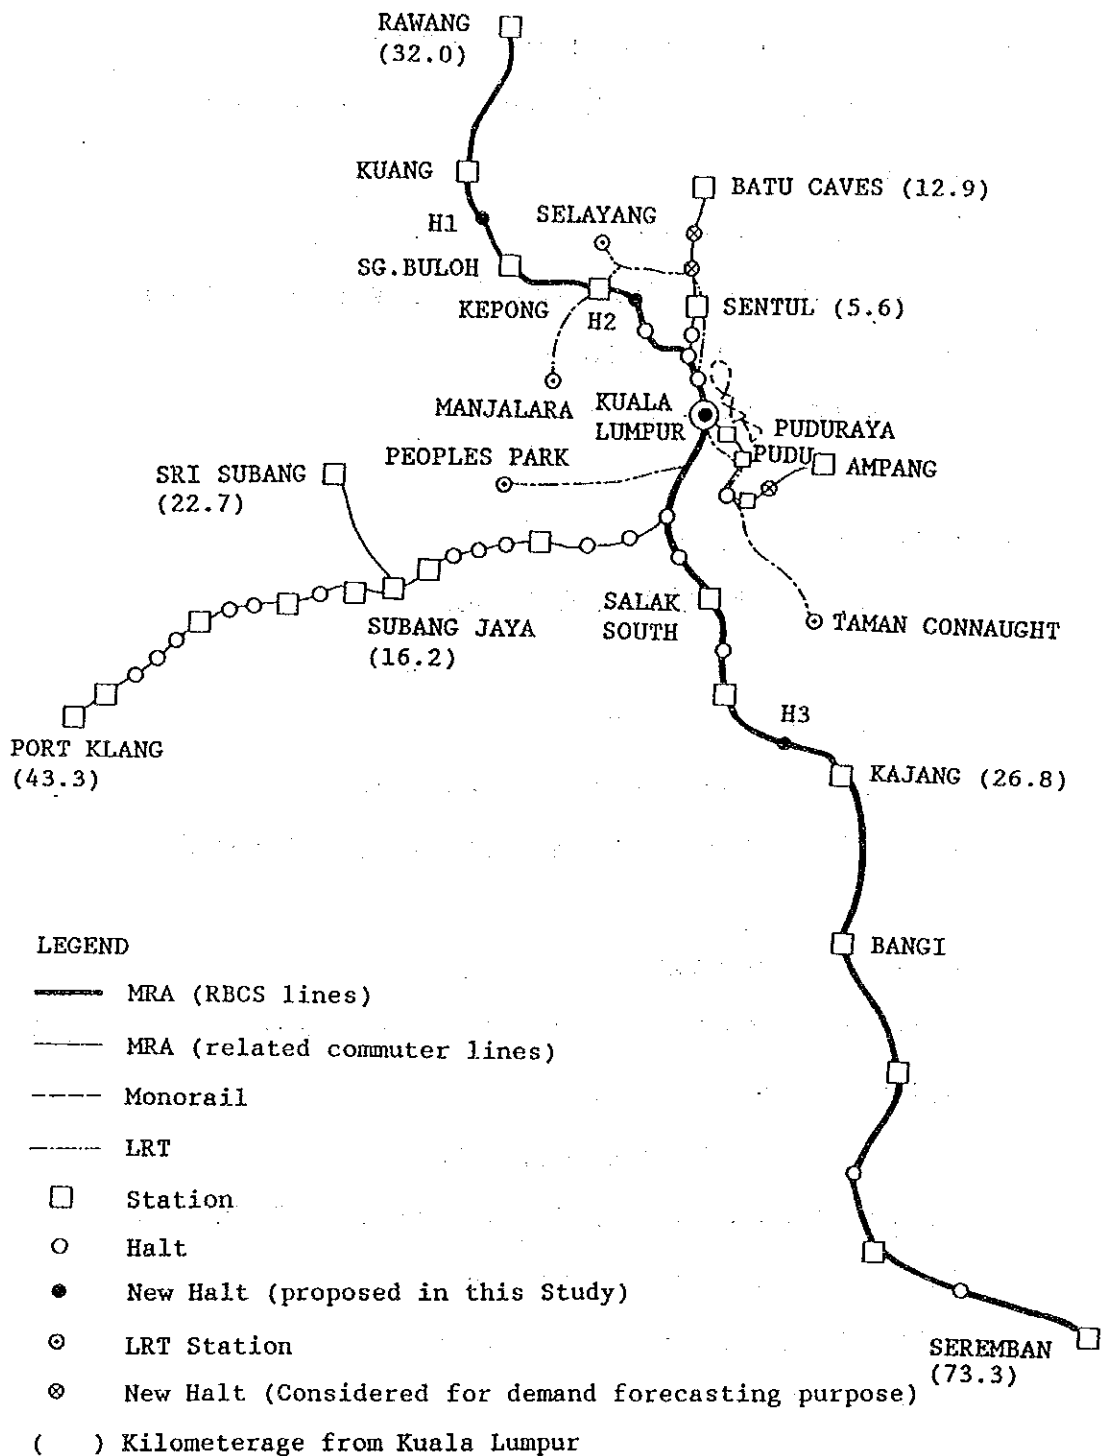 RAWANG
(32.0)
KUANG
BATU CAVES (12.9)
H1
SELAYANG
SG.BULOH
KEPONG
H2
SENTUL (5.6)
MANJALARA
KUALA
LUMPUR
PUDURAYA
PUDU
AMPANG
PEOPLES PARK
SRI SUBANG
(22.7)
SALAK
SOUTH
TAMAN CONNAUGHT
SUBANG JAYA
(16.2)
H3
PORT KLANG
(43.3)
KAJANG (26.8)
BANGI
LEGEND
MRA (RBCS lines)
MRA (related commuter lines)
Monorail
LRT
Station
Halt
New Halt (proposed in this Study)
LRT Station
New Halt (Considered for demand forecasting purpose)
SEREMBAN
(73.3)
( ) Kilometerage from Kuala Lumpur